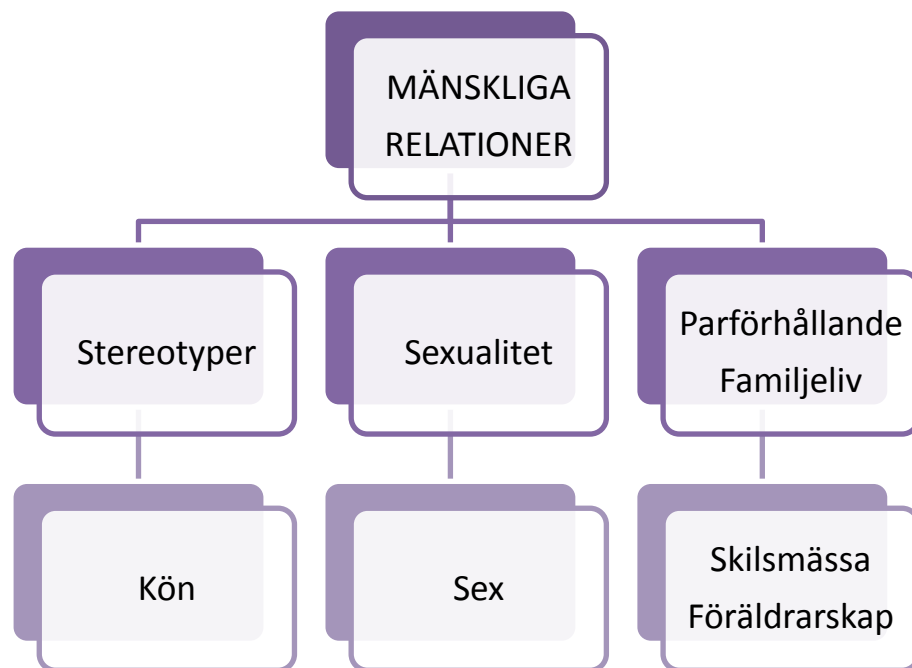 MÄNSKLIGA
RELATIONER
Stereotyper
Sexualitet
Parförhållande
Familjeliv
Kön
Sex
Skilsmässa
Föräldrarskap